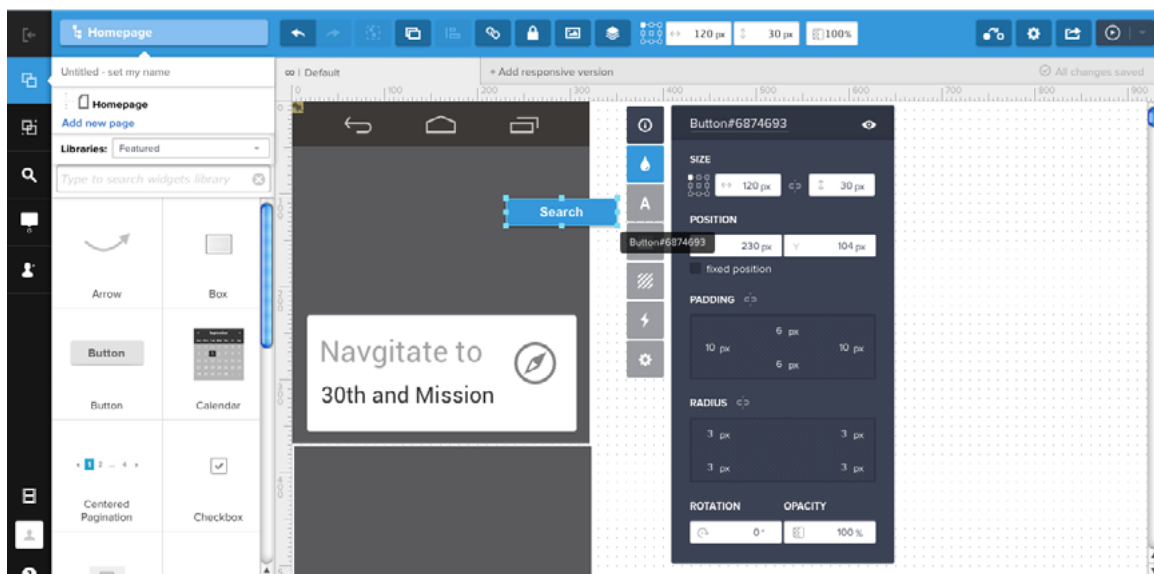 Homepage
120 px
30 px
100%
Untitled - set my name
Default
+ Add responsive version
All changes saved
Homepage
Add new page
Libraries: Featured
Type to search widgets library
0 100 200 300 400 500 600 700 800 900
Button#6874693
SIZE
120 px
30 px
Search
A
POSITION
Button#6874693
230 px
Y 104 px
fixed position
Arrow
Box
PADDING
6 px
10 px
10 px
6 px
Navgitate to
30th and Mission
Button
Button
Calendar
RADIUS
3 px
3 px
3 px
3 px
1 2 ... 4
Centered
Pagination
Checkbox
ROTATION
OPACITY
0°
100 %